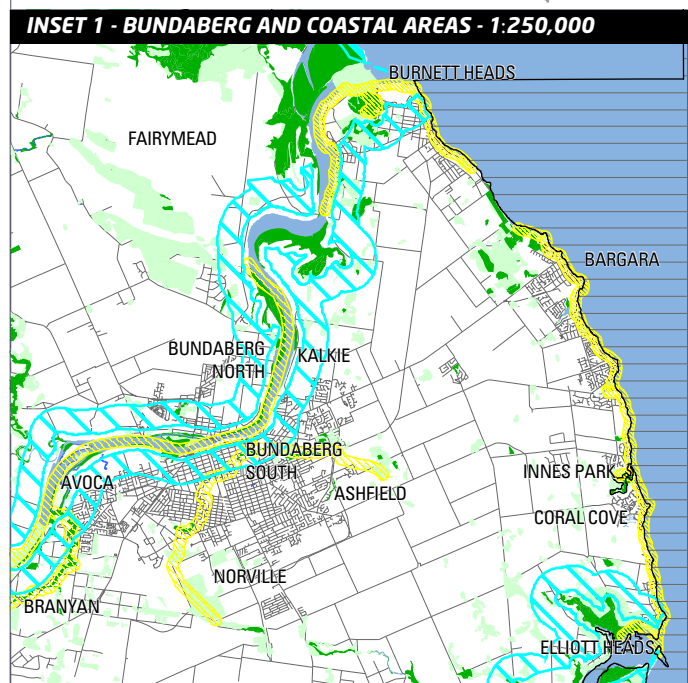 INSET 1 - BUNDABERG AND COASTAL AREAS - 1:250,000
BURNETT HEADS
FAIRYMEAD
BARGARA
BUNDABERG
NORTH
KALKIE
BUNDABERG
SOUTH
INNES PARK
AVOCA
ASHFIELD
CORAL COVE
NORVILLE
BRANYAN
ELLIOTT HEADS